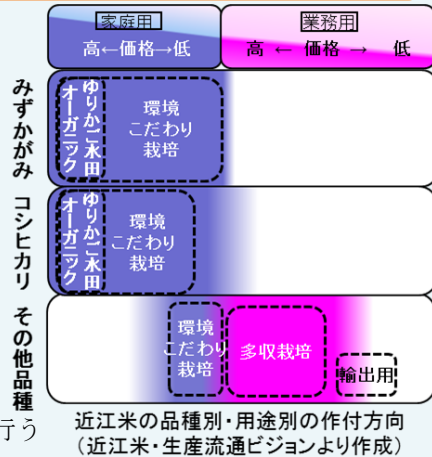 家庭用
業務用
高←価格→低
高 ← 価格 → 低
みずかがみ
オーガニック
ゆりかご水田
環境
こだわり
栽培
コシヒカリ
オーガニック
ゆりかご水田
環境
こだわり
栽培
その他品種
環境
こだわり
栽培
多収栽培
輸出用
行う
近江米の品種別・用途別の作付方向
（近江米・生産流通ビジョンより作成）